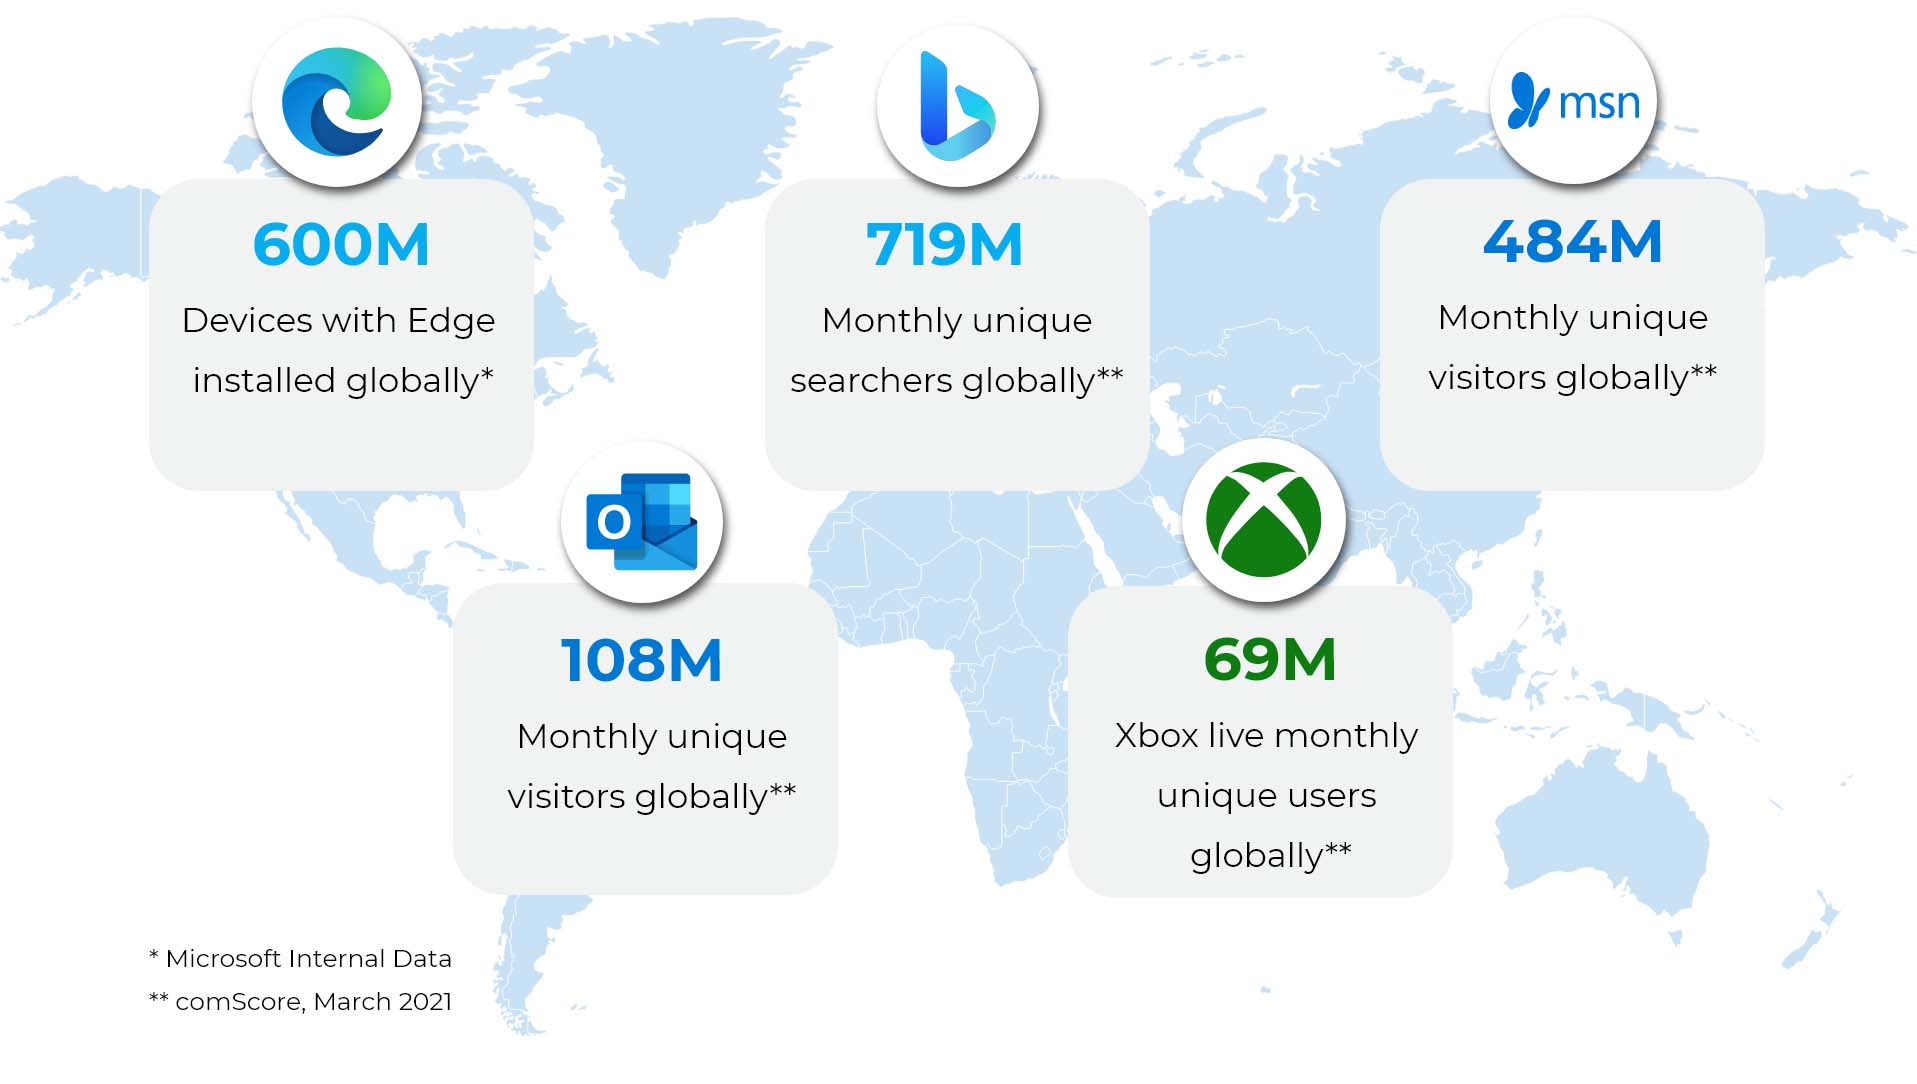 msn
600M
Devices with Edge
installed globally*
719M
Monthly unique
searchers globally**
484M
Monthly unique
visitors globally**
O
108M
Monthly unique
visitors globally**
69M
Xbox live monthly
unique users
globally**
* Microsoft Internal Data
** comScore, March 2021